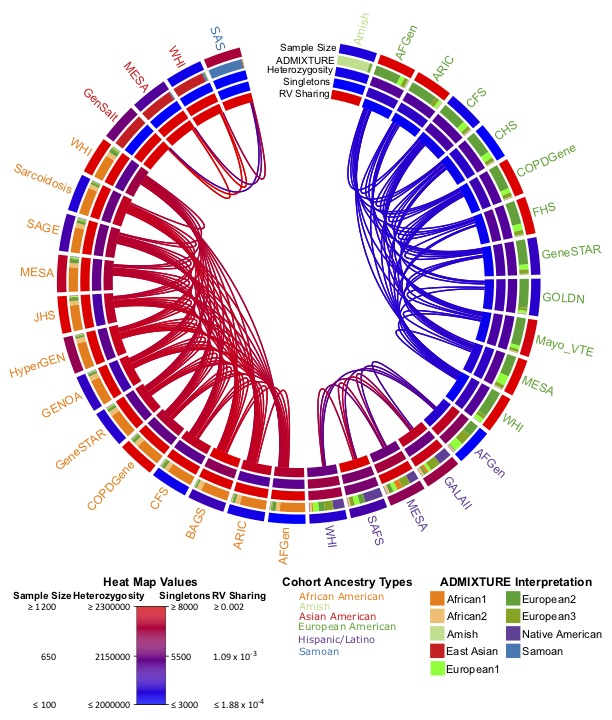 Sample Size
ADMIXTURE
Heterozygosity
Singletons
RV Sharing
Amish
AFGen
ARIC
CFS
CHS
COPDGene
FHS
GeneSTAR
GOLDN
Mayo_VTE
MESA
WHI
AFGen
GALAII
MESA
SAFS
WHI
AFGen
ARIC
BAGS
CFS
COPDGene
GeneSTAR
GENOA
HyperGEN
JHS
MESA
SAGE
Sarcoidosis
WHI
GenSalt
MESA
WHI
SAS
Heat Map Values
Sample Size Heterozygosity Singletons RV Sharing
≥ 1200 ≥ 2300000 ≥ 8000 ≥ 0.002
650 2150000 5500 1.09 x 10⁻³
≤ 100 ≤ 2000000 ≤ 3000 ≤ 1.88 x 10⁻⁴
Cohort Ancestry Types
African American
Amish
Asian American
European American
Hispanic/Latino
Samoan
ADMIXTURE Interpretation
African1 European2
African2 European3
Amish Native American
East Asian Samoan
European1